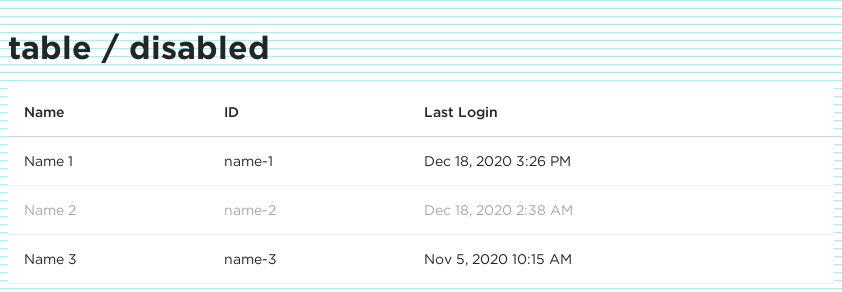 table / disabled
Name ID Last Login
Name 1 name-1 Dec 18, 2020 3:26 PM
Name 2 name-2 Dec 18, 2020 2:38 AM
Name 3 name-3 Nov 5, 2020 10:15 AM